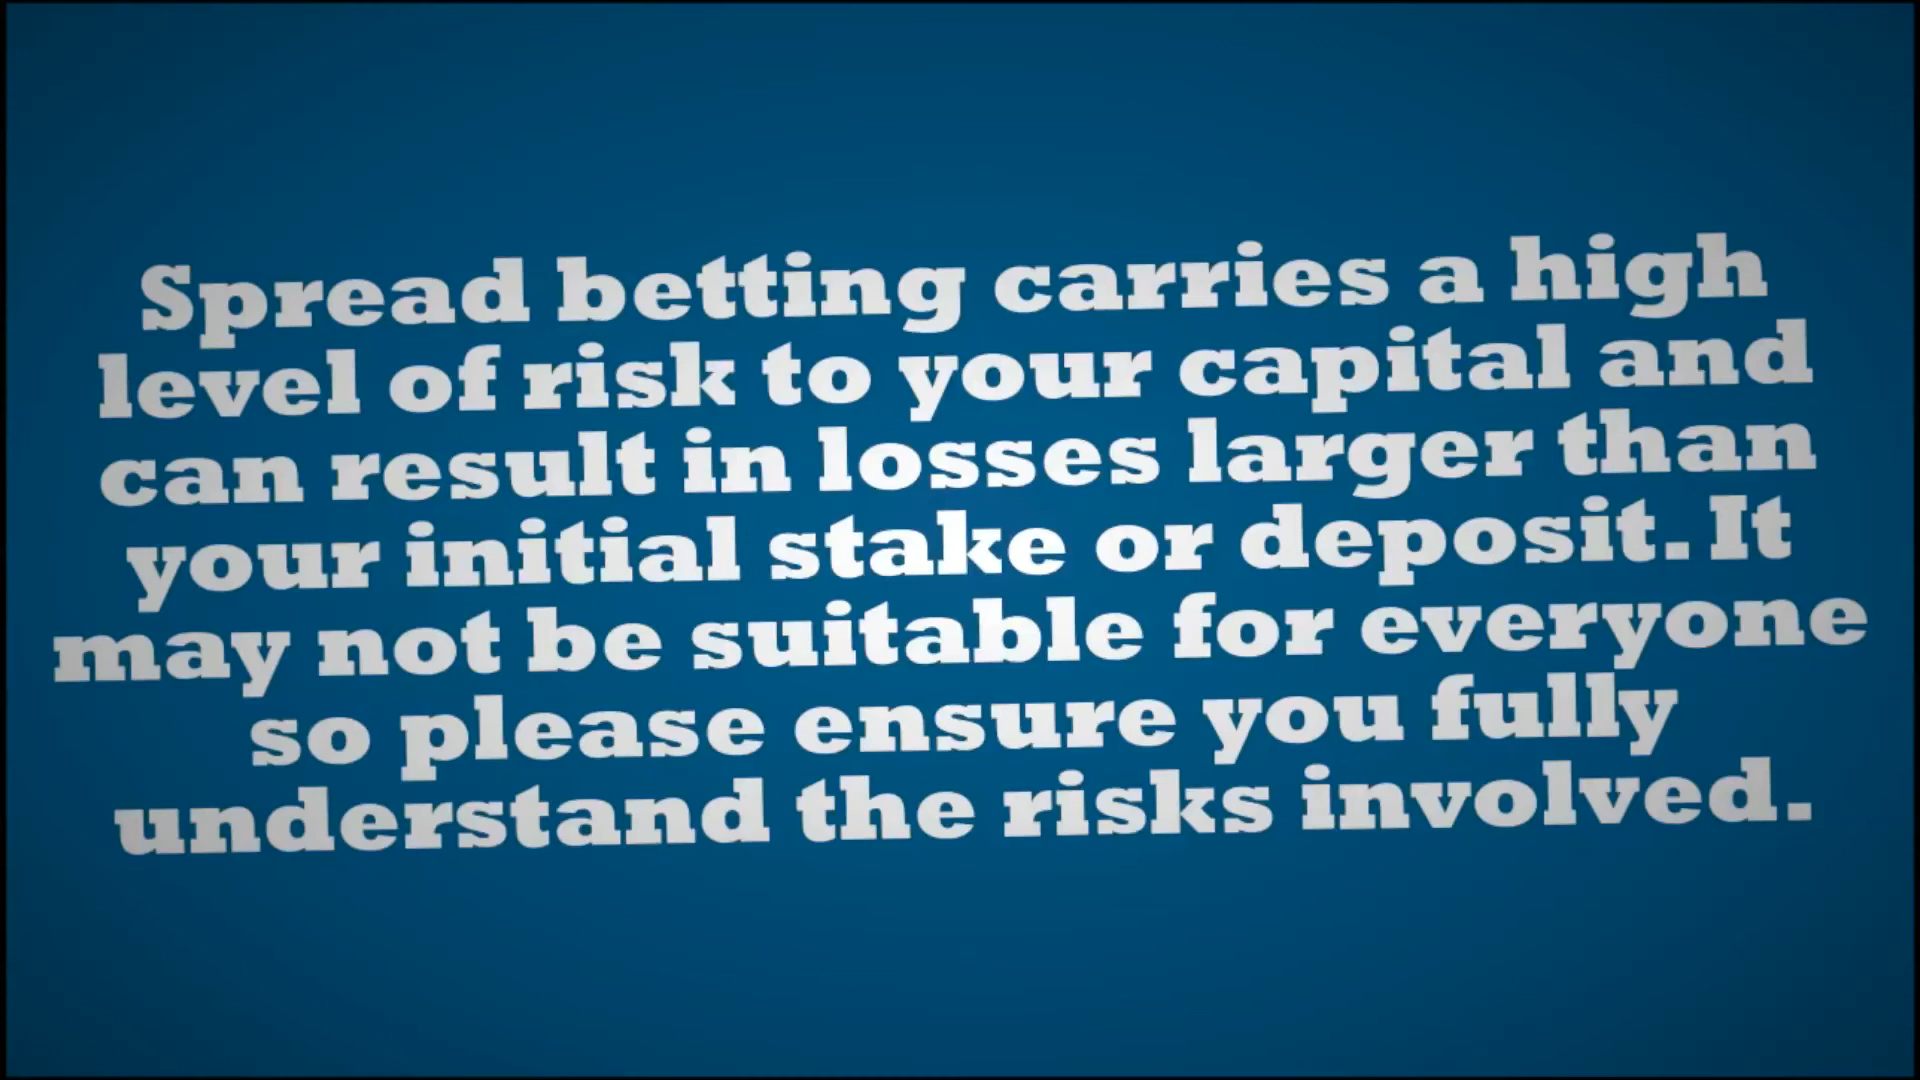 Spread betting carries a high
level of risk to your capital and
can result in losses larger than
your initial stake or deposit. It
may not be suitable for everyone
so please ensure you fully
understand the risks involved.